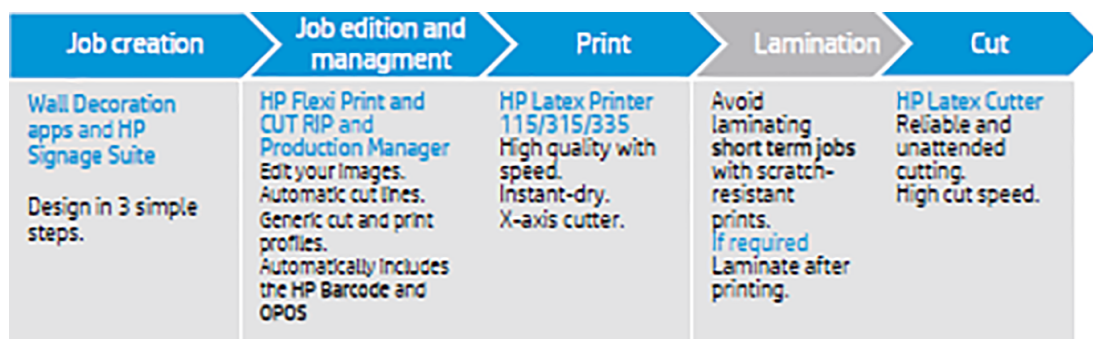 Job creation
Job edition and
managment
Print
Lamination
Cut
Wall Decoration
apps and HP
Signage Suite
Design in 3 simple
steps.
HP Flexi Print and
CUT RIP and
Production Manager
Edit your images.
Automatic cut lines.
Generic cut and print
profiles.
Automatically includes
the HP Barcode and
OPOS
HP Latex Printer
115/315/335
High quality with
speed.
Instant-dry.
X-axis cutter.
Avoid
laminating
short term jobs
with scratch-
resistant
prints.
If required
Laminate after
printing.
HP Latex Cutter
Reliable and
unattended
cutting.
High cut speed.